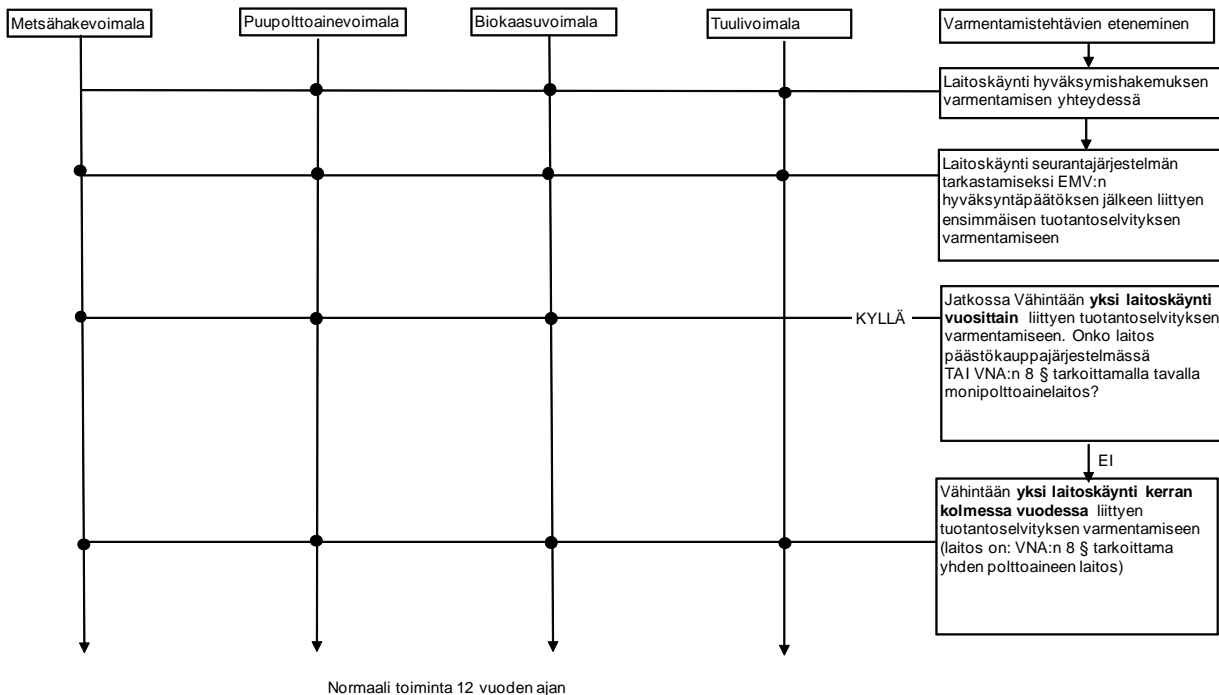 Metsähakevoimala
Puupolttoainevoimala
Biokaasuvoimala
Tuulivoimala
Varmentamistehtävien eteneminen
Laitoskäynti hyväksymishakemuksen
varmentamisen yhteydessä
Laitoskäynti seurantajärjestelmän
tarkastamiseksi EMV:n
hyväksyntäpäätöksen jälkeen liittyen
ensimmäisen tuotantoselvityksen
varmentamiseen
KYLLÄ
Jatkossa Vähintään yksi laitoskäynti
vuosittain liittyen tuotantoselvityksen
varmentamiseen. Onko laitos
päästökauppajärjestelmässä
TAI VNA:n 8 § tarkoittamalla tavalla
monipolttoainelaitos?
EI
Vähintään yksi laitoskäynti kerran
kolmessa vuodessa liittyen
tuotantoselvityksen varmentamiseen
(laitos on: VNA:n 8 § tarkoittama
yhden polttoaineen laitos)
Normaali toiminta 12 vuoden ajan